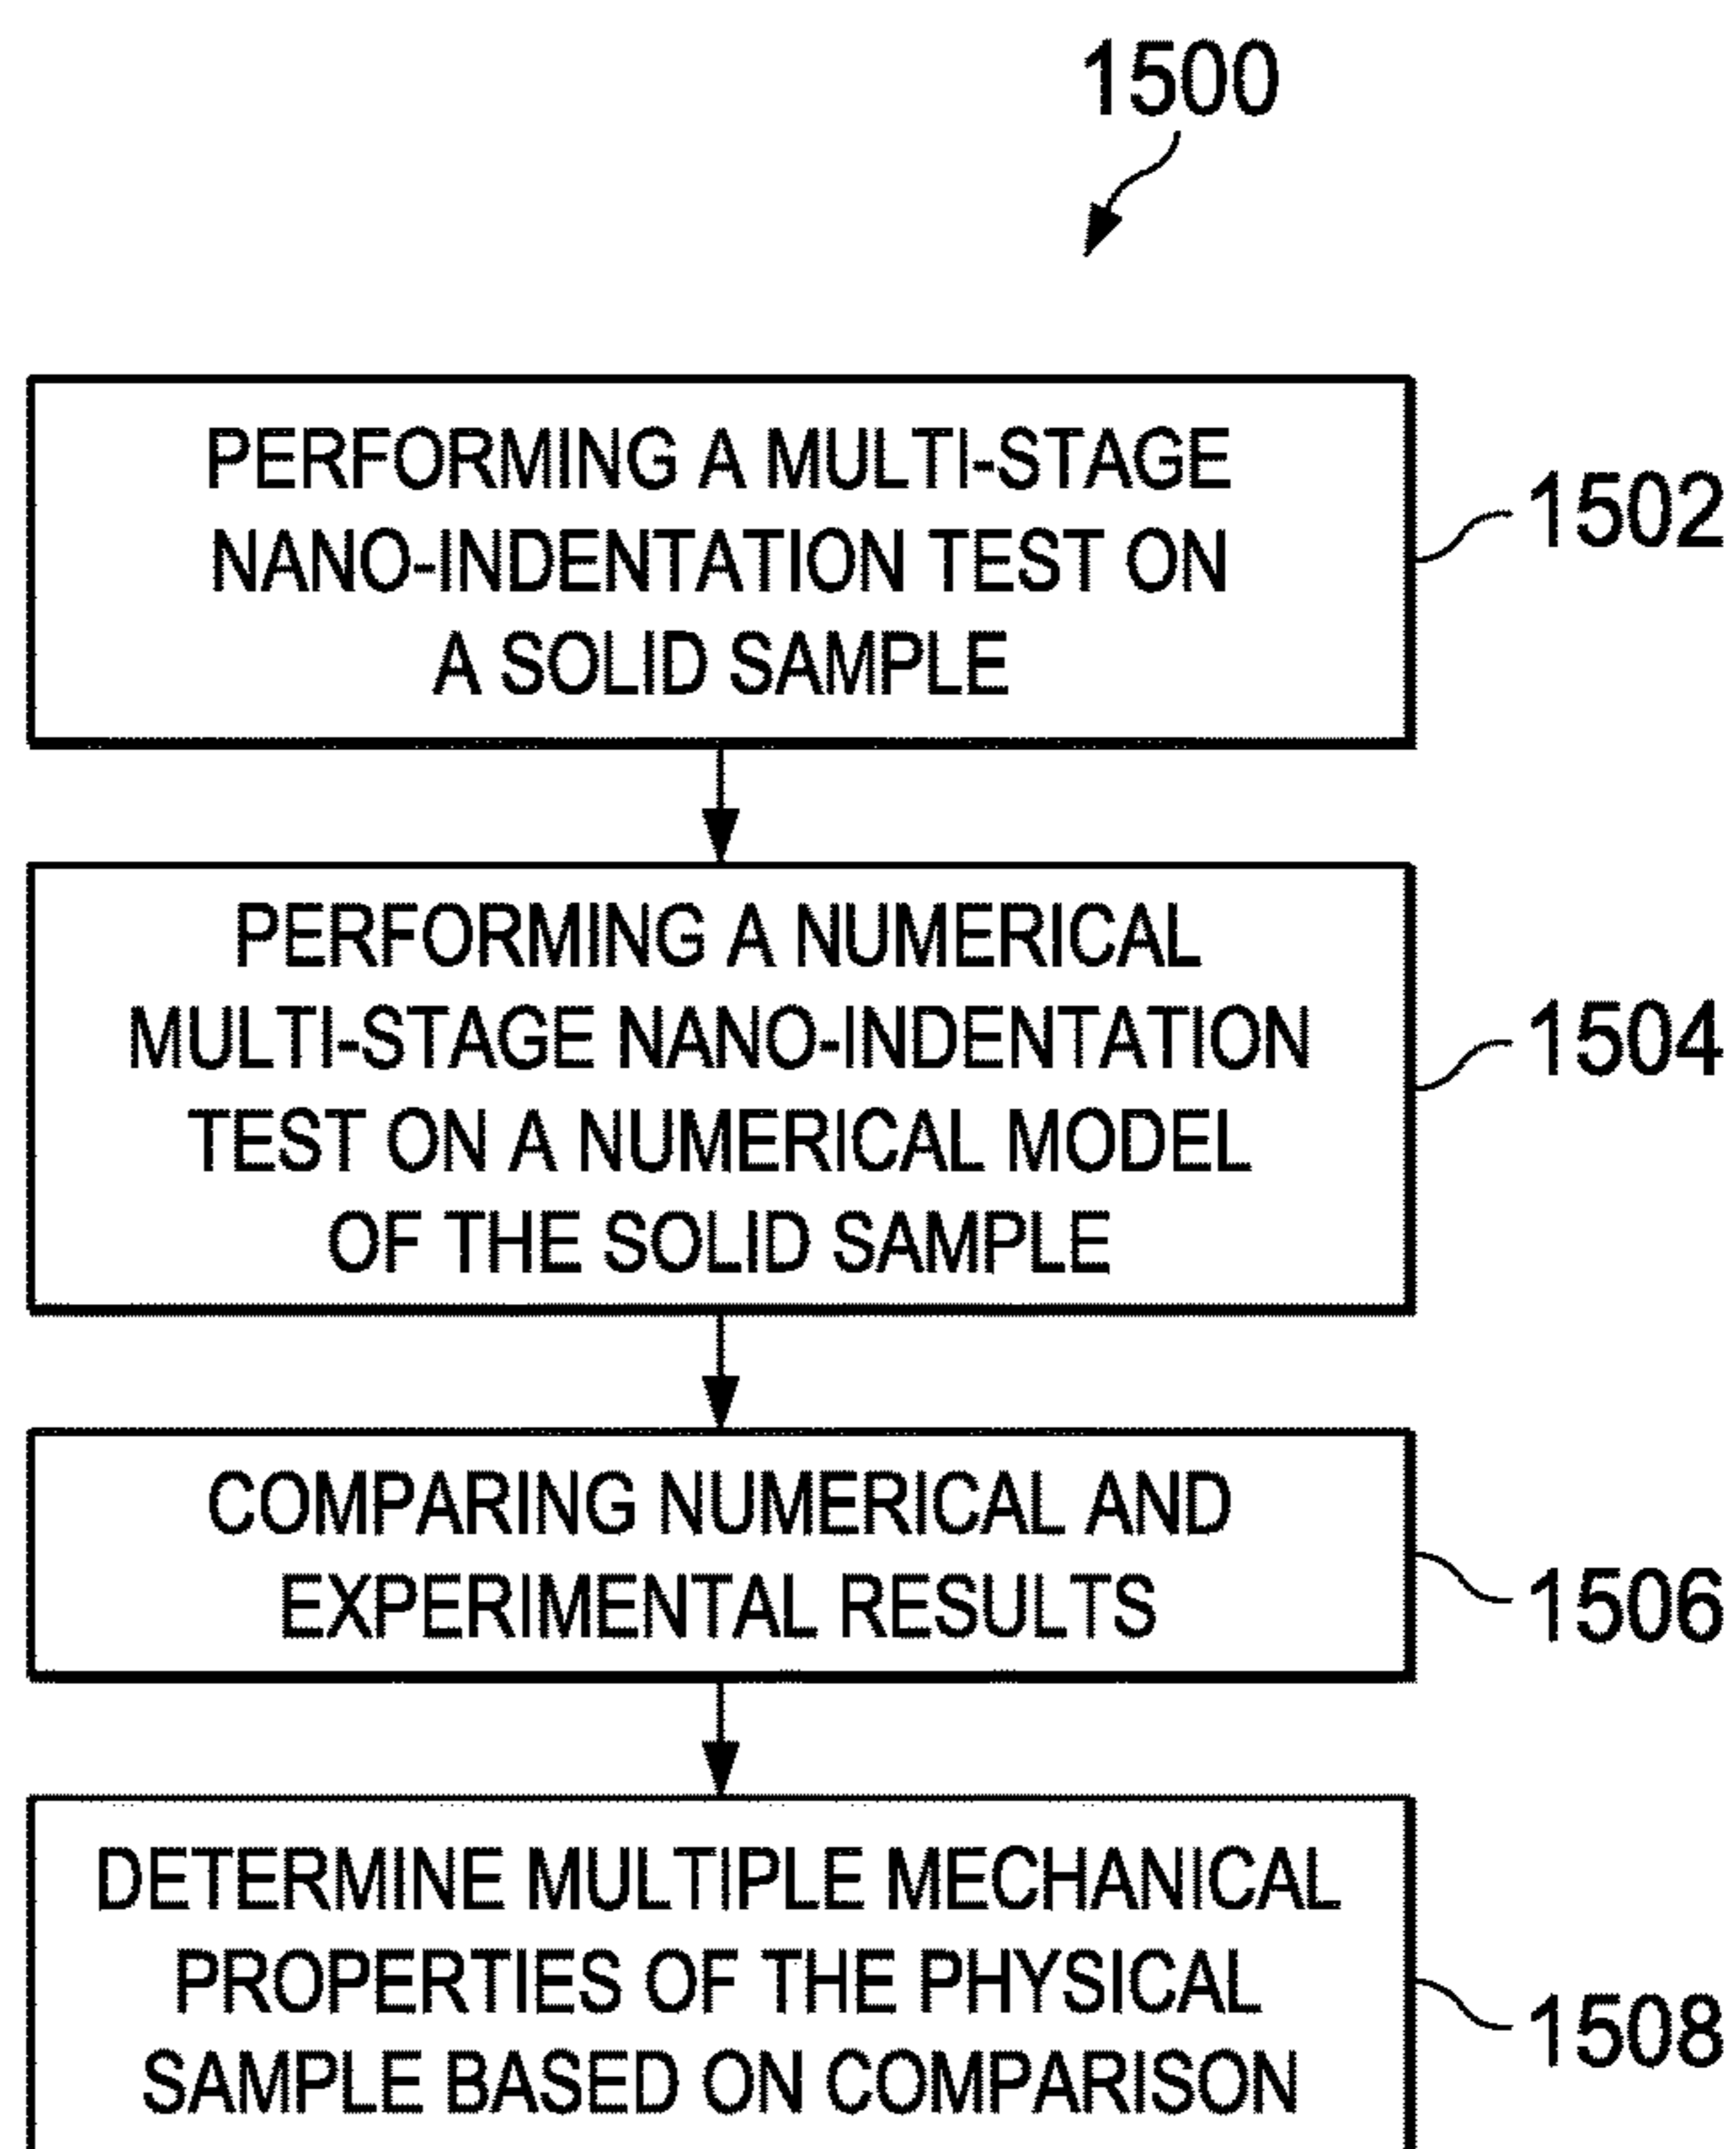 1500
PERFORMING A MULTI-STAGE
NANO-INDENTATION TEST ON
A SOLID SAMPLE
1502
PERFORMING A NUMERICAL
MULTI-STAGE NANO-INDENTATION
TEST ON A NUMERICAL MODEL
OF THE SOLID SAMPLE
1504
COMPARING NUMERICAL AND
EXPERIMENTAL RESULTS
1506
DETERMINE MULTIPLE MECHANICAL
PROPERTIES OF THE PHYSICAL
SAMPLE BASED ON COMPARISON
1508